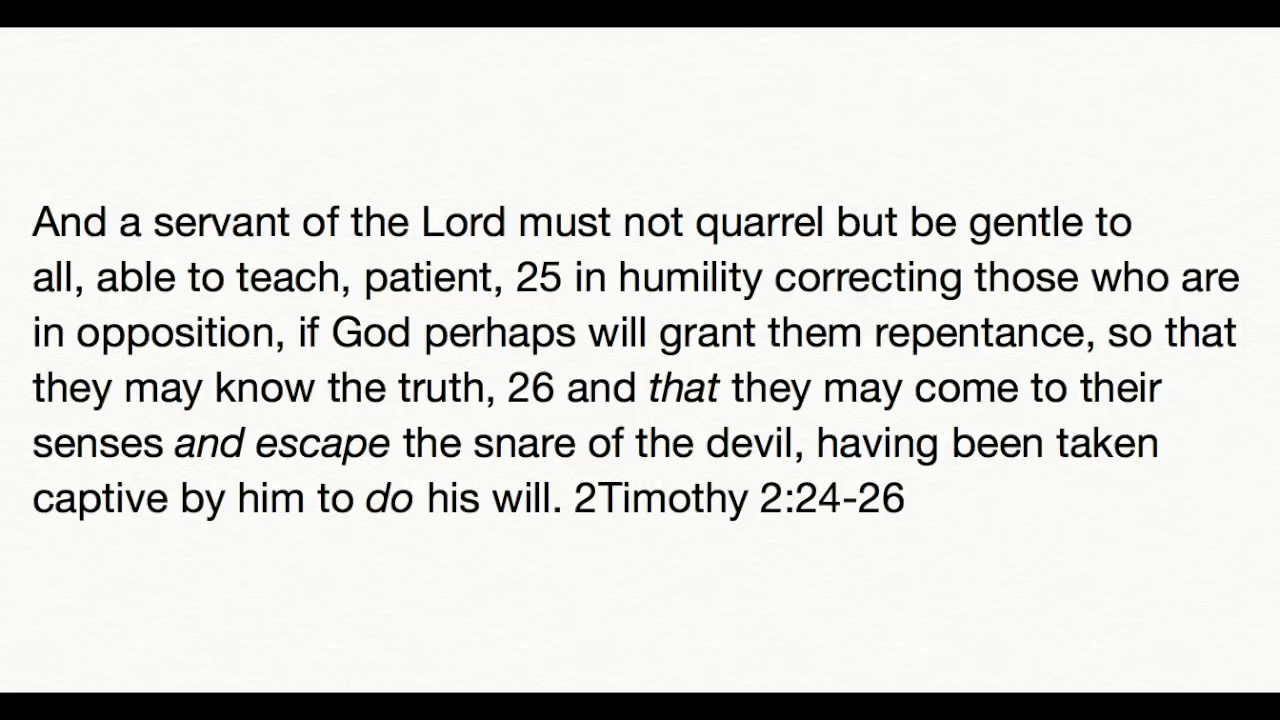 And a servant of the Lord must not quarrel but be gentle to
all, able to teach, patient, 25 in humility correcting those who are
in opposition, if God perhaps will grant them repentance, so that
they may know the truth, 26 and that they may come to their
senses and escape the snare of the devil, having been taken
captive by him to do his will. 2Timothy 2:24-26